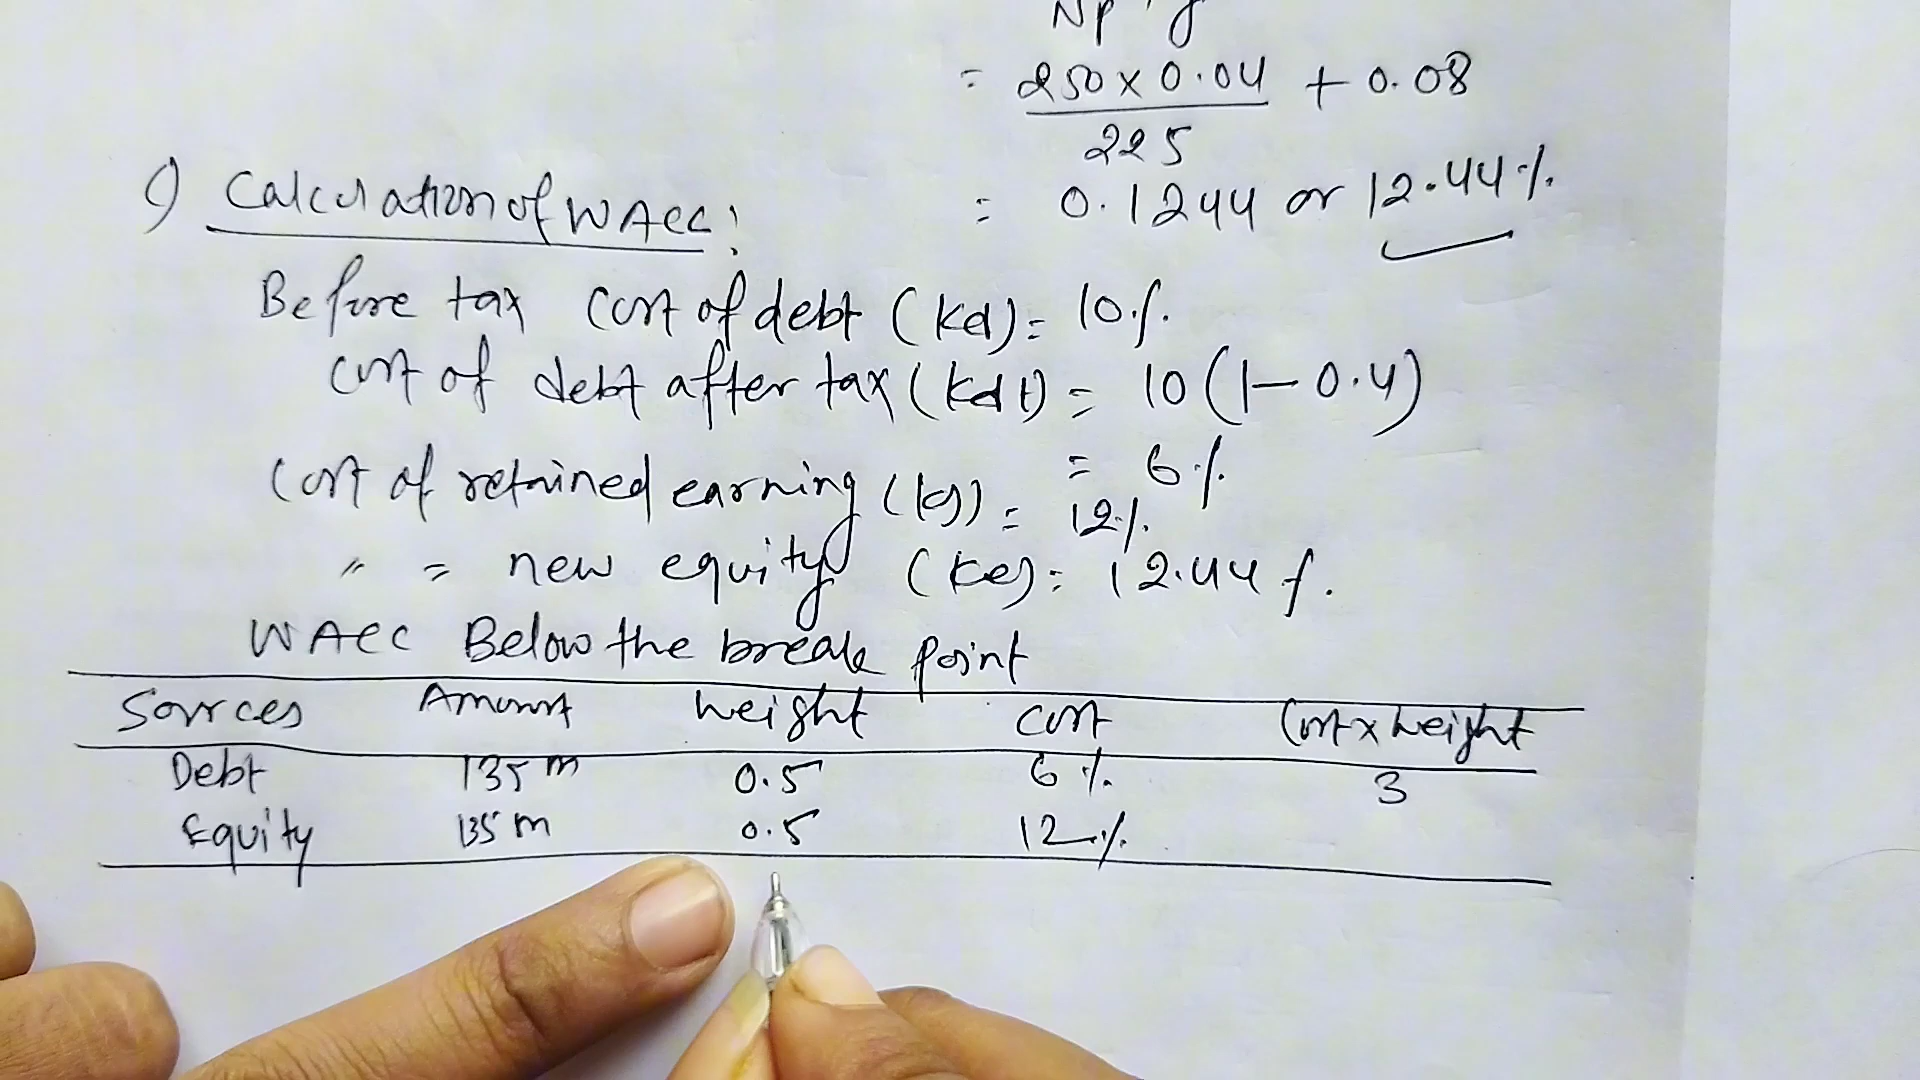 Np g
= 250 x 0.04 / 225 + 0.08
= 0.1244 or 12.44%
c) Calculation of WACC:
Before tax cost of debt (Kd) = 10%.
cost of debt after tax (Kdt) = 10 (1 - 0.4)
= 6%
Cost of retained earning (ks) = 12%.
" = new equity (Ke) = 12.44%.
WACC Below the break point
Sources Amount Weight Cost Cost x Weight
Debt 135 m 0.5 6% 3
Equity 135 m 0.5 12%